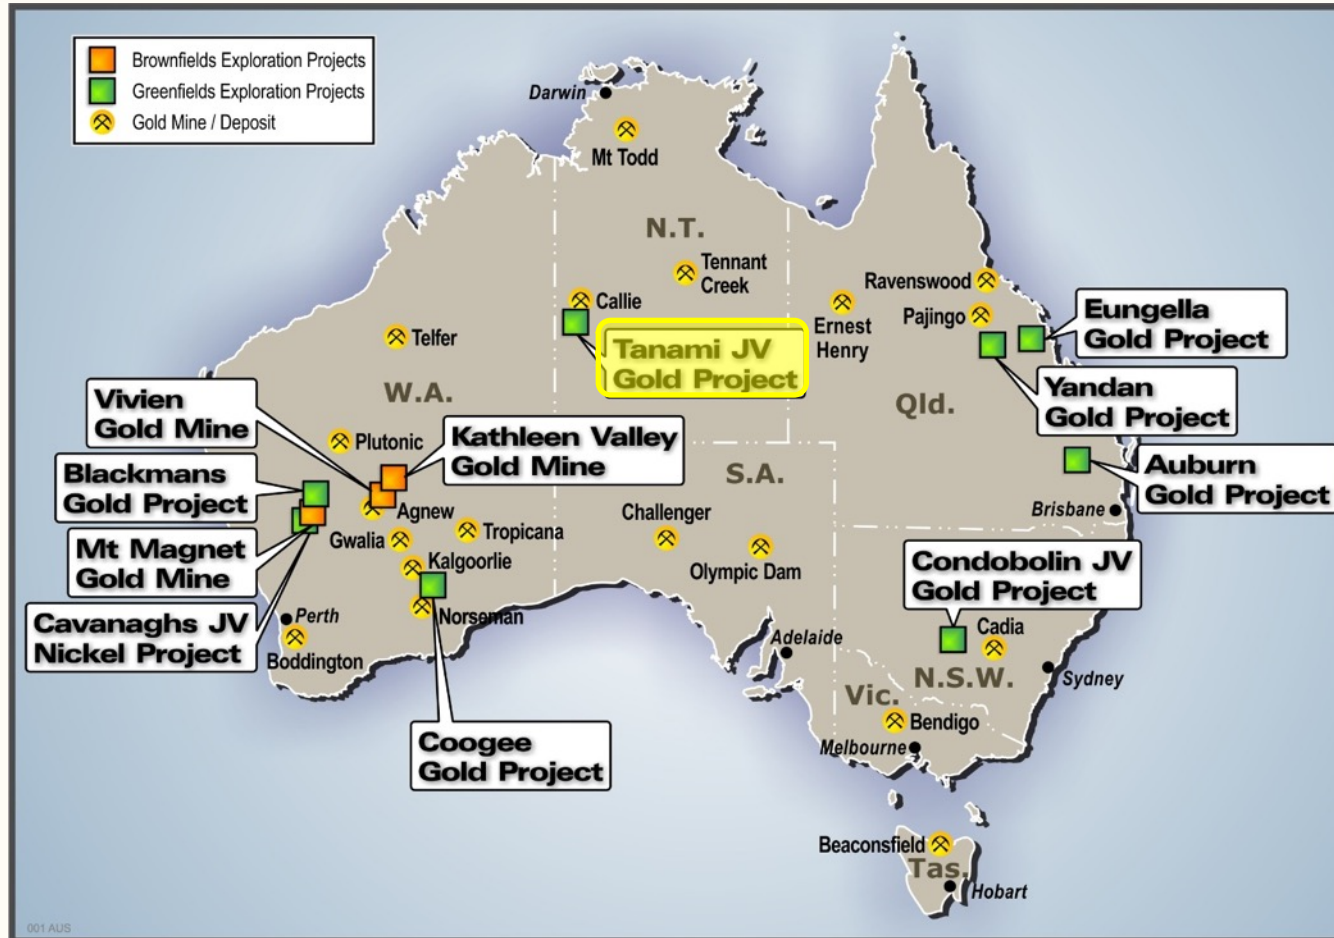 Brownfields Exploration Projects
Greenfields Exploration Projects
Gold Mine / Deposit
Darwin
Mt Todd
N.T.
Tennant
Creek
Callie
Tanami JV
Gold Project
Telfer
W.A.
Ravenswood
Pajingo
Ernest
Henry
Eungella
Gold Project
Yandan
Gold Project
Qld.
Auburn
Gold Project
Brisbane
Vivien
Gold Mine
Plutonic
Kathleen Valley
Gold Mine
Blackmans
Gold Project
Agnew
Mt Magnet
Gold Mine
Gwalia
Tropicana
Kalgoorlie
Cavanaghs JV
Nickel Project
Perth
Norseman
Boddington
Coogee
Gold Project
S.A.
Challenger
Olympic Dam
Adelaide
Condobolin JV
Gold Project
Cadia
N.S.W.
Sydney
Vic.
Bendigo
Melbourne
Beaconsfield
Tas.
Hobart
001 AUS